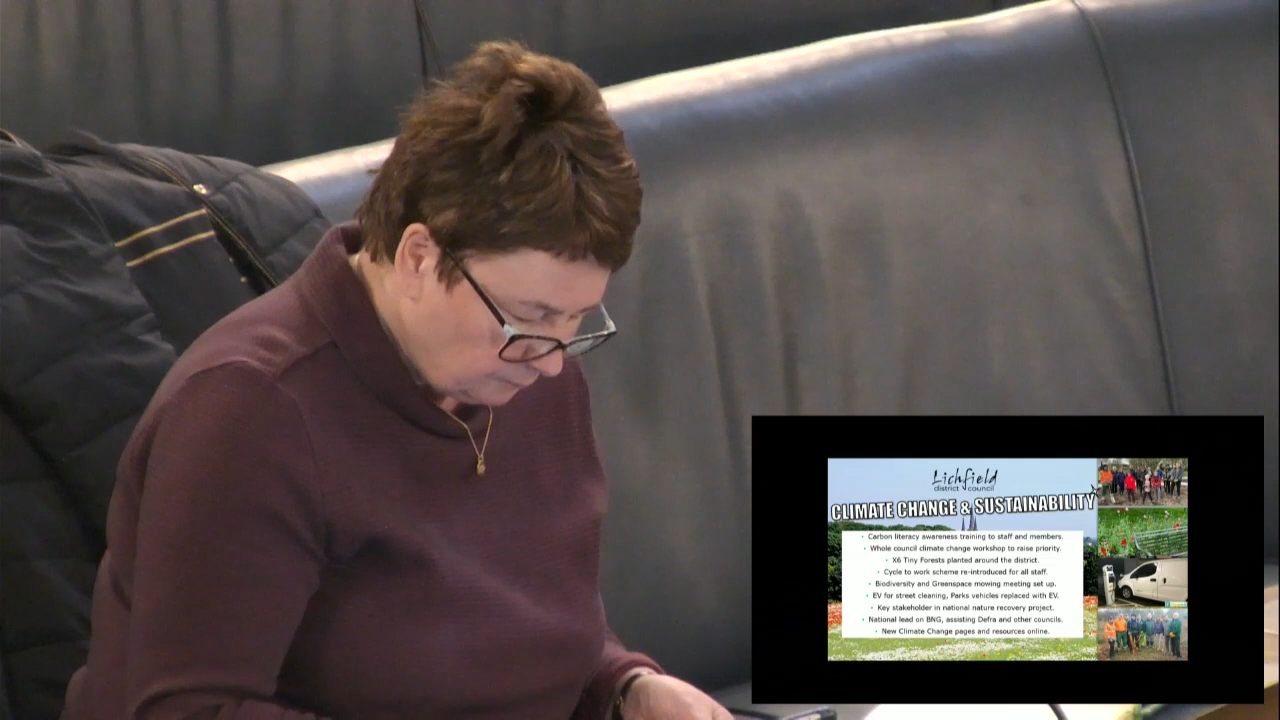 Lichfield
district council
CLIMATE CHANGE & SUSTAINABILITY
• Carbon literacy awareness training to staff and members.
• Whole council climate change workshop to raise priority.
• X6 Tiny Forests planted around the district.
• Cycle to work scheme re-introduced for all staff.
• Biodiversity and Greenspace mowing meeting set up.
• EV for street cleaning, Parks vehicles replaced with EV.
• Key stakeholder in national nature recovery project.
• National lead on BNG, assisting Defra and other councils.
• New Climate Change pages and resources online.